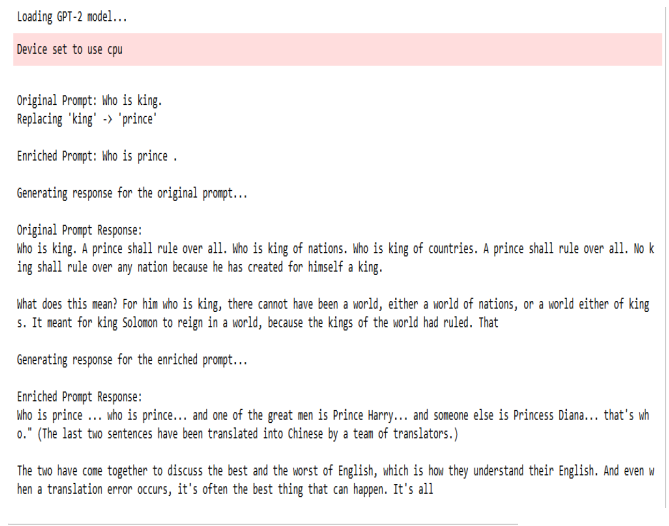 Loading GPT-2 model...
Device set to use cpu
Original Prompt: Who is king.
Replacing 'king' -> 'prince'
Enriched Prompt: Who is prince .
Generating response for the original prompt...
Original Prompt Response:
Who is king. A prince shall rule over all. Who is king of nations. Who is king of countries. A prince shall rule over all. No k
ing shall rule over any nation because he has created for himself a king.
What does this mean? For him who is king, there cannot have been a world, either a world of nations, or a world either of king
s. It meant for king Solomon to reign in a world, because the kings of the world had ruled. That
Generating response for the enriched prompt...
Enriched Prompt Response:
Who is prince ... who is prince... and one of the great men is Prince Harry... and someone else is Princess Diana... that's wh
o." (The last two sentences have been translated into Chinese by a team of translators.)
The two have come together to discuss the best and the worst of English, which is how they understand their English. And even w
hen a translation error occurs, it's often the best thing that can happen. It's all